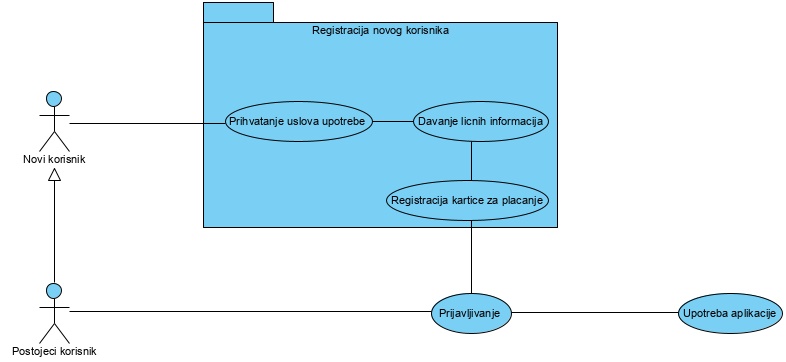 Registracija novog korisnika
Prihvatanje uslova upotrebe
Davanje licnih informacija
Novi korisnik
Registracija kartice za placanje
Prijavljivanje
Upotreba aplikacije
Postojeci korisnik